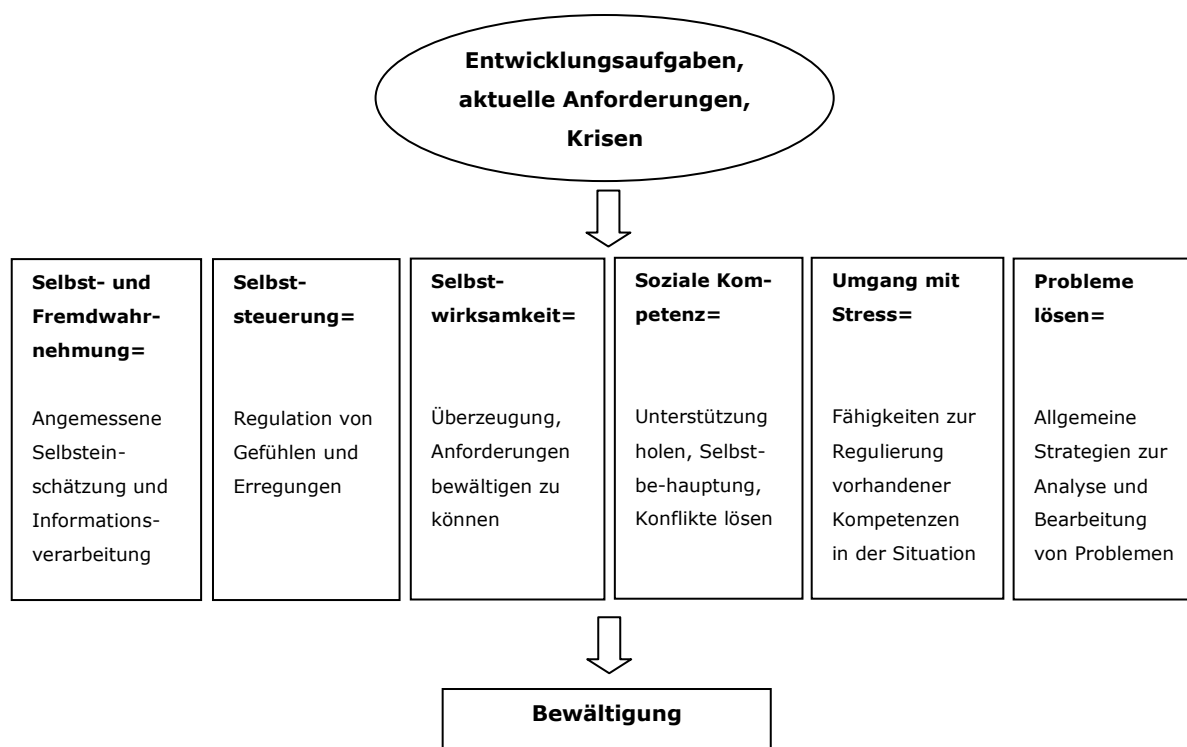 Entwicklungsaufgaben,
aktuelle Anforderungen,
Krisen
Selbst- und
Fremdwahr-
nehmung=
Angemessene
Selbstein-
schätzung und
Informations-
verarbeitung
Selbst-
steuerung=
Regulation von
Gefühlen und
Erregungen
Selbst-
wirksamkeit=
Überzeugung,
Anforderungen
bewältigen zu
können
Soziale Kom-
petenz=
Unterstützung
holen, Selbst-
be-hauptung,
Konflikte lösen
Umgang mit
Stress=
Fähigkeiten zur
Regulierung
vorhandener
Kompetenzen
in der Situation
Probleme
lösen=
Allgemeine
Strategien zur
Analyse und
Bearbeitung
von Problemen
Bewältigung